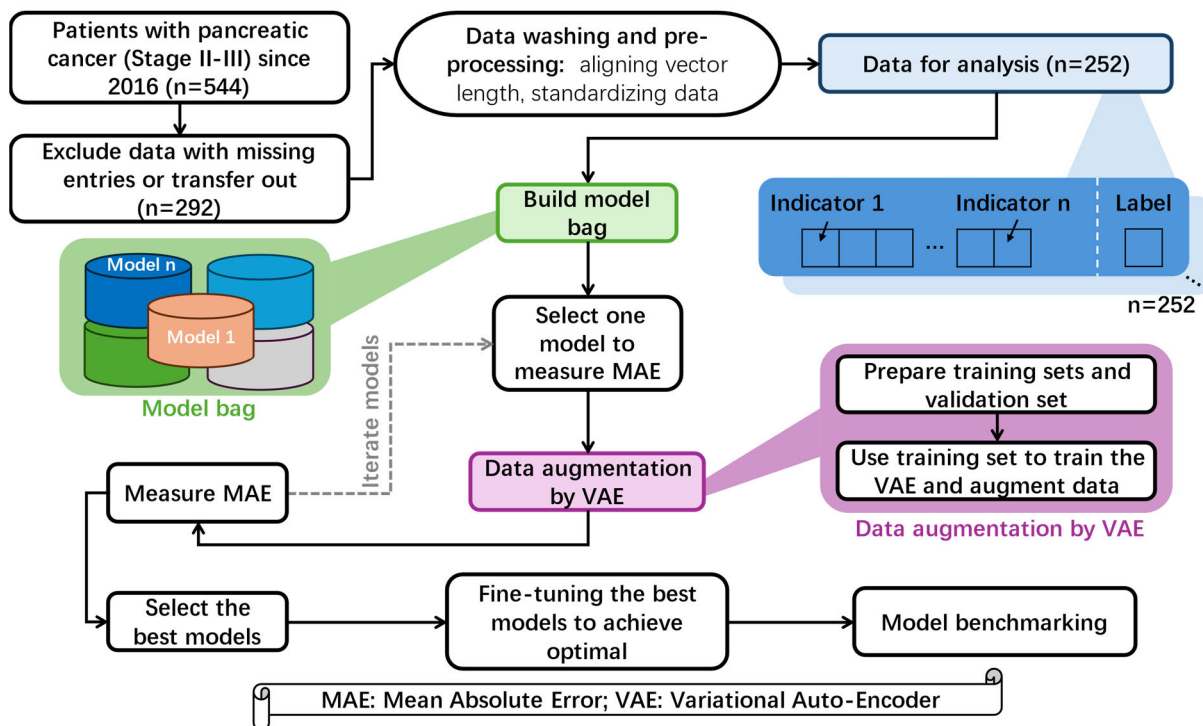 Patients with pancreatic
cancer (Stage II-III) since
2016 (n=544)
Exclude data with missing
entries or transfer out
(n=292)
Data washing and pre-
processing: aligning vector
length, standardizing data
Data for analysis (n=252)
Indicator 1
Indicator n
Label
...
...
n=252
Build model
bag
Model n
Model 1
Model bag
Select one
model to
measure MAE
Iterate models
Data augmentation
by VAE
Prepare training sets and
validation set
Use training set to train the
VAE and augment data
Data augmentation by VAE
Measure MAE
Select the
best models
Fine-tuning the best
models to achieve
optimal
Model benchmarking
MAE: Mean Absolute Error; VAE: Variational Auto-Encoder